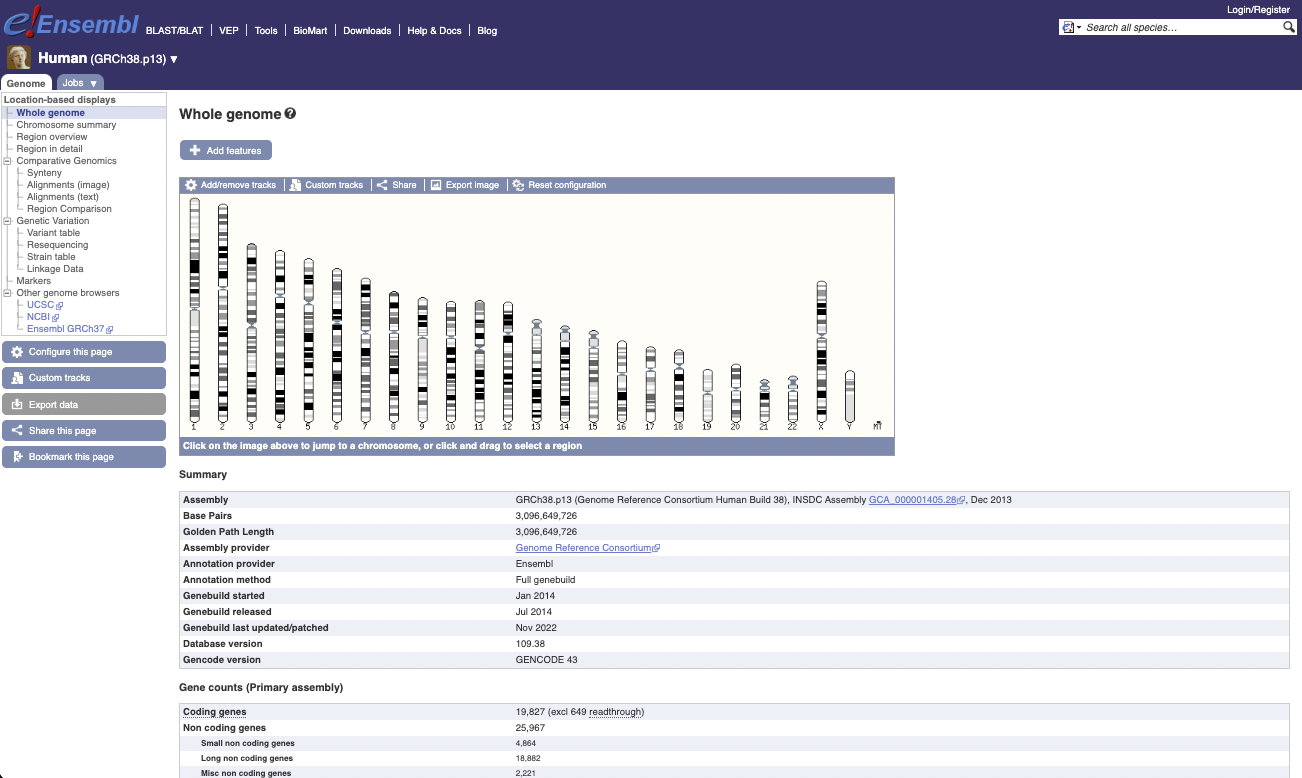 Login/Register
e!Ensembl BLAST/BLAT VEP Tools BioMart Downloads Help & Docs Blog
Search all species...
Human (GRCh38.p13) ▼
Genome Jobs ▼
Location-based displays
Whole genome
Chromosome summary
Region overview
Region in detail
Comparative Genomics
Synteny
Alignments (image)
Alignments (text)
Region Comparison
Genetic Variation
Variant table
Resequencing
Strain table
Linkage Data
Markers
Other genome browsers
UCSC
NCBI
Ensembl GRCh37
Configure this page
Custom tracks
Export data
Share this page
Bookmark this page
Whole genome
Add features
Add/remove tracks Custom tracks Share Export image Reset configuration
1 2 3 4 5 6 7 8 9 10 11 12 13 14 15 16 17 18 19 20 21 22 X Y MT
Click on the image above to jump to a chromosome, or click and drag to select a region
Summary
Assembly GRCh38.p13 (Genome Reference Consortium Human Build 38), INSDC Assembly GCA_000001405.28, Dec 2013
Base Pairs 3,096,649,726
Golden Path Length 3,096,649,726
Assembly provider Genome Reference Consortium
Annotation provider Ensembl
Annotation method Full genebuild
Genebuild started Jan 2014
Genebuild released Jul 2014
Genebuild last updated/patched Nov 2022
Database version 109.38
Gencode version GENCODE 43
Gene counts (Primary assembly)
Coding genes 19,827 (excl 649 readthrough)
Non coding genes 25,967
Small non coding genes 4,864
Long non coding genes 18,882
Misc non coding genes 2,221